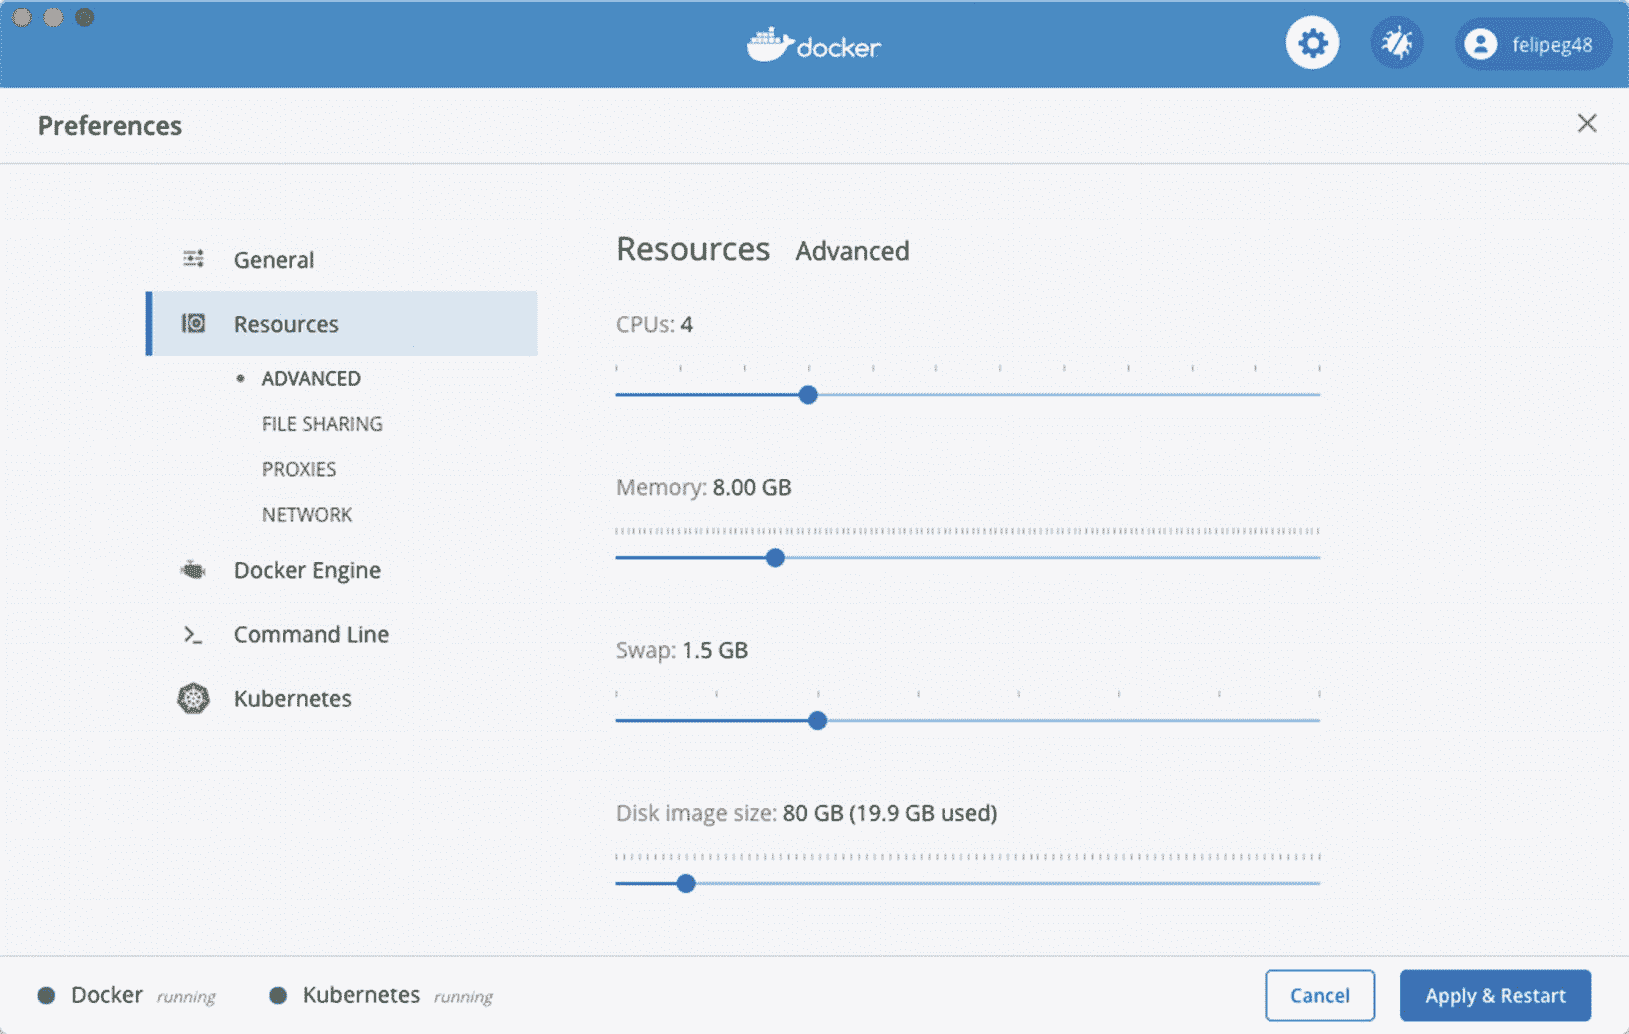 docker
felipeg48
Preferences
General
Resources
ADVANCED
FILE SHARING
PROXIES
NETWORK
Docker Engine
Command Line
Kubernetes
Resources Advanced
CPUs: 4
Memory: 8.00 GB
Swap: 1.5 GB
Disk image size: 80 GB (19.9 GB used)
Docker running
Kubernetes running
Cancel
Apply & Restart